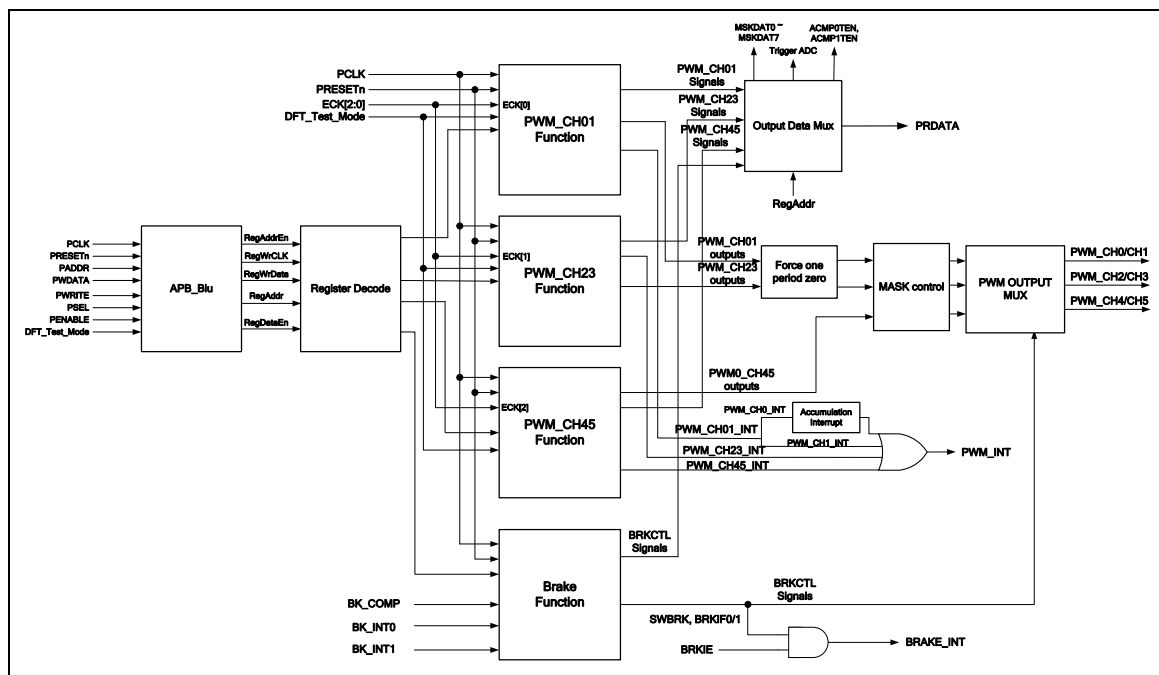 MSKDAT0 ~
MSKDAT7
ACMP0TEN,
ACMP1TEN
Trigger ADC
PCLK
PRESETn
ECK[2:0]
DFT_Test_Mode
ECK[0]
PWM_CH01
Function
PWM_CH01
Signals
PWM_CH23
Signals
PWM_CH45
Signals
Output Data Mux
PRDATA
RegAddr
PCLK
PRESETn
PADDR
PWDATA
PWRITE
PSEL
PENABLE
DFT_Test_Mode
APB_Biu
RegAddrEn
RegWrCLK
RegWrData
RegAddr
RegDataEn
Register Decode
ECK[1]
PWM_CH23
Function
PWM_CH01
outputs
PWM_CH23
outputs
Force one
period zero
MASK control
PWM OUTPUT
MUX
PWM_CH0/CH1
PWM_CH2/CH3
PWM_CH4/CH5
ECK[2]
PWM_CH45
Function
PWM0_CH45
outputs
PWM_CH0_INT
Accumulation
Interrupt
PWM_CH01_INT
PWM_CH1_INT
PWM_CH23_INT
PWM_CH45_INT
PWM_INT
Brake
Function
BRKCTL
Signals
BK_COMP
BK_INT0
BK_INT1
BRKCTL
Signals
SWBRK, BRKIF0/1
BRKIE
BRAKE_INT